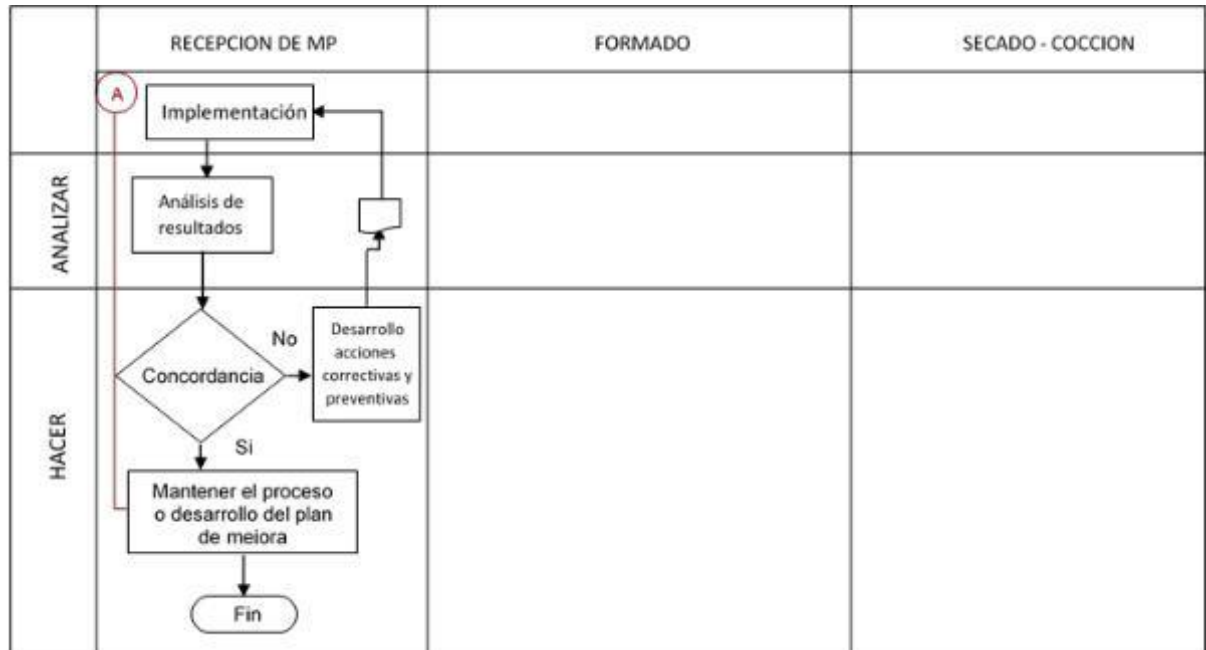 RECEPCION DE MP
FORMADO
SECADO - COCCION
A
Implementación
ANALIZAR
Análisis de
resultados
HACER
Concordancia
No
Desarrollo
acciones
correctivas y
preventivas
Si
Mantener el proceso
o desarrollo del plan
de meiora
Fin